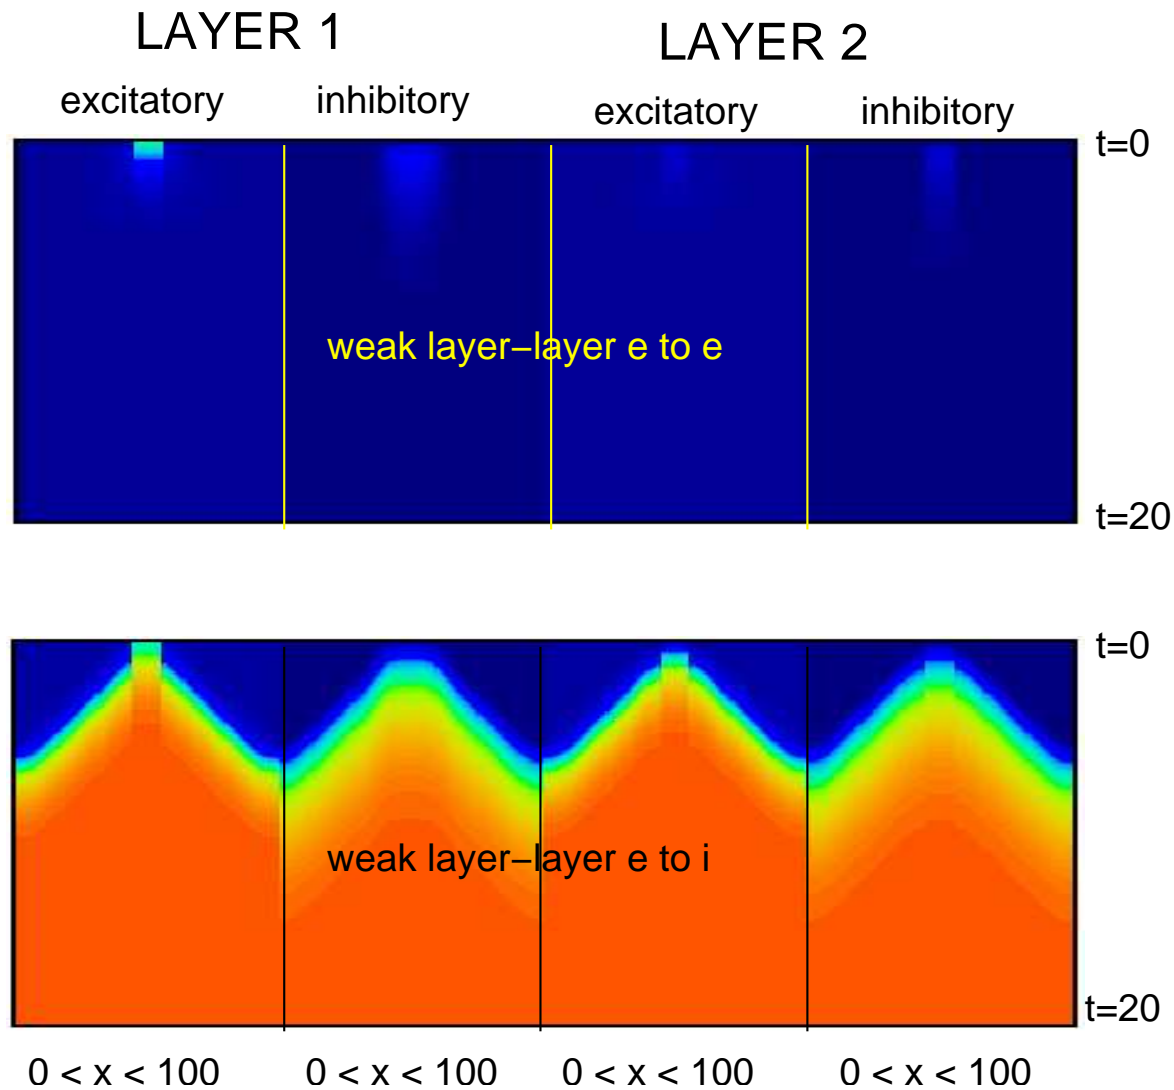 LAYER 1
LAYER 2
excitatory
inhibitory
excitatory
inhibitory
t=0
weak layer−layer e to e
t=20
t=0
weak layer−layer e to i
t=20
0 < x < 100
0 < x < 100
0 < x < 100
0 < x < 100